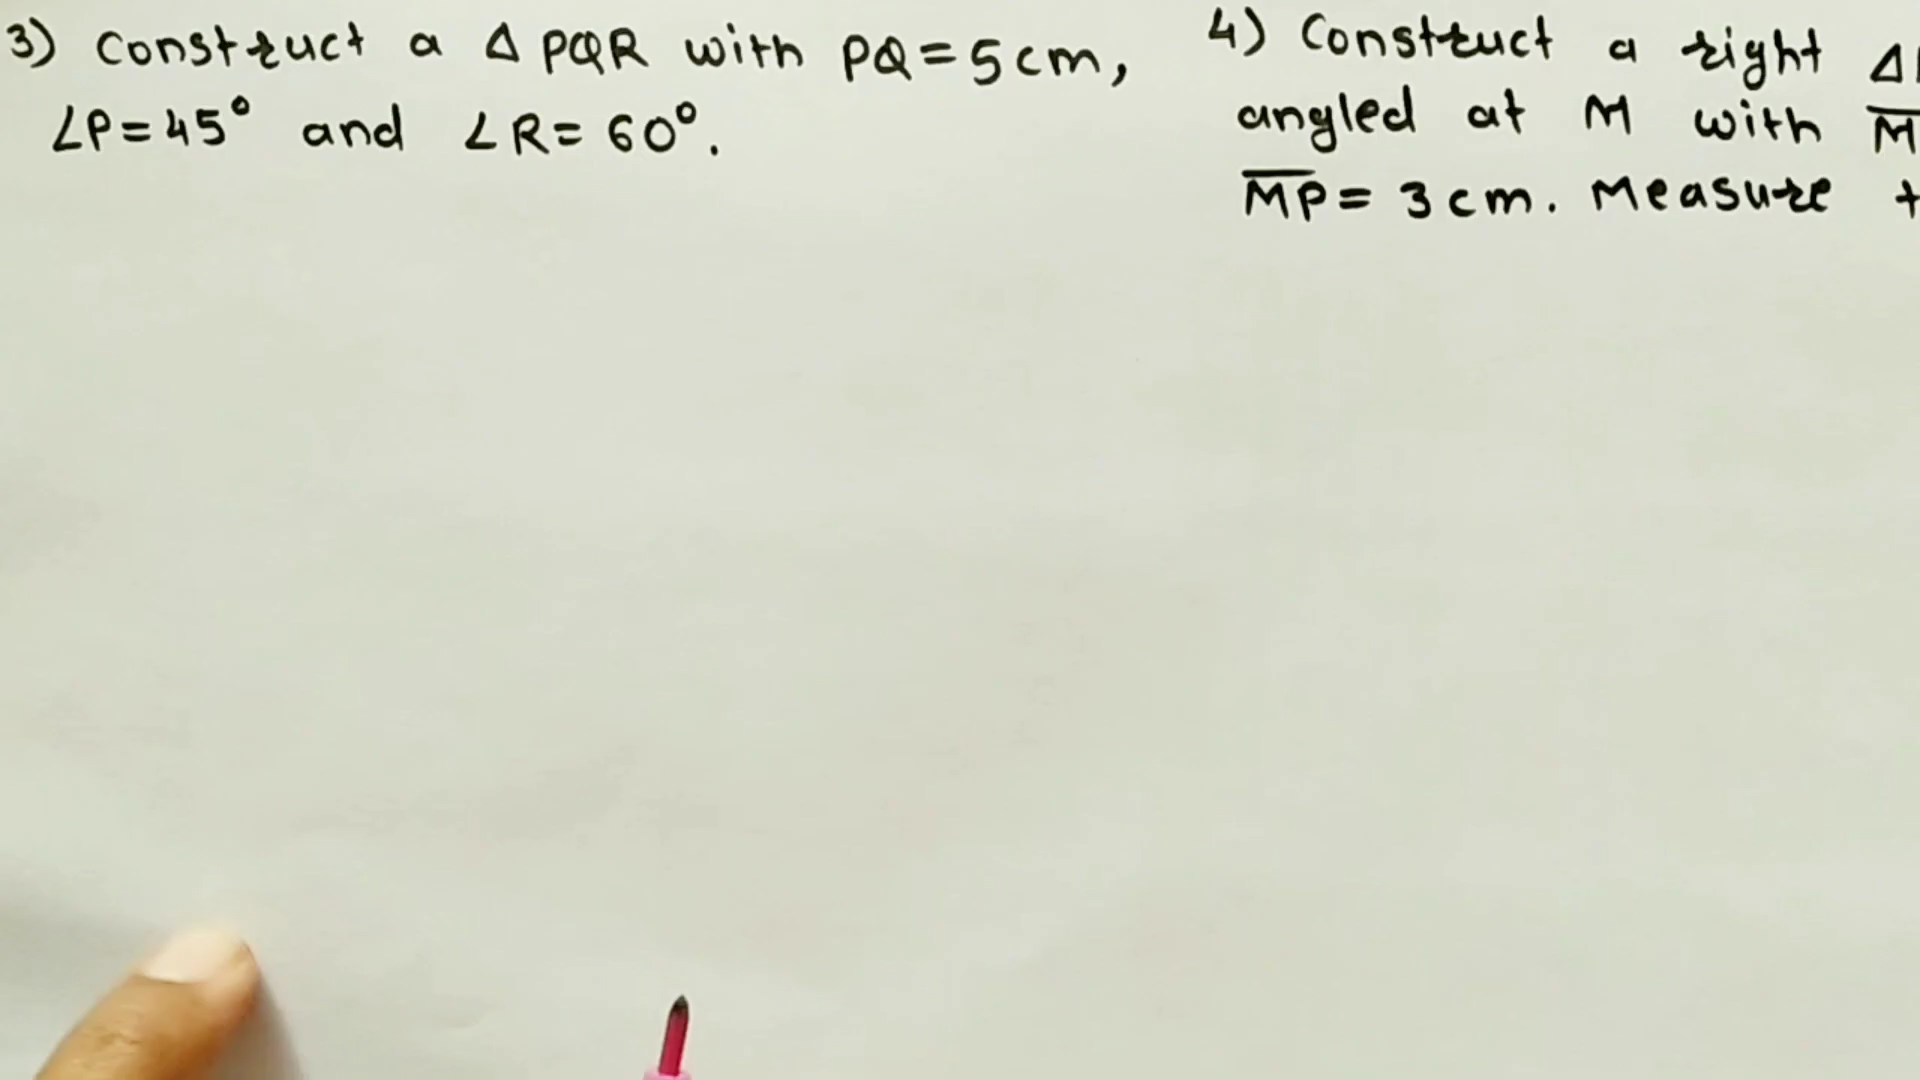 3) Construct a Δ PQR with PQ = 5 cm,
∠P = 45° and ∠R = 60°.
4) Construct a right Δ
angled at M with M
MP = 3 cm. Measure t